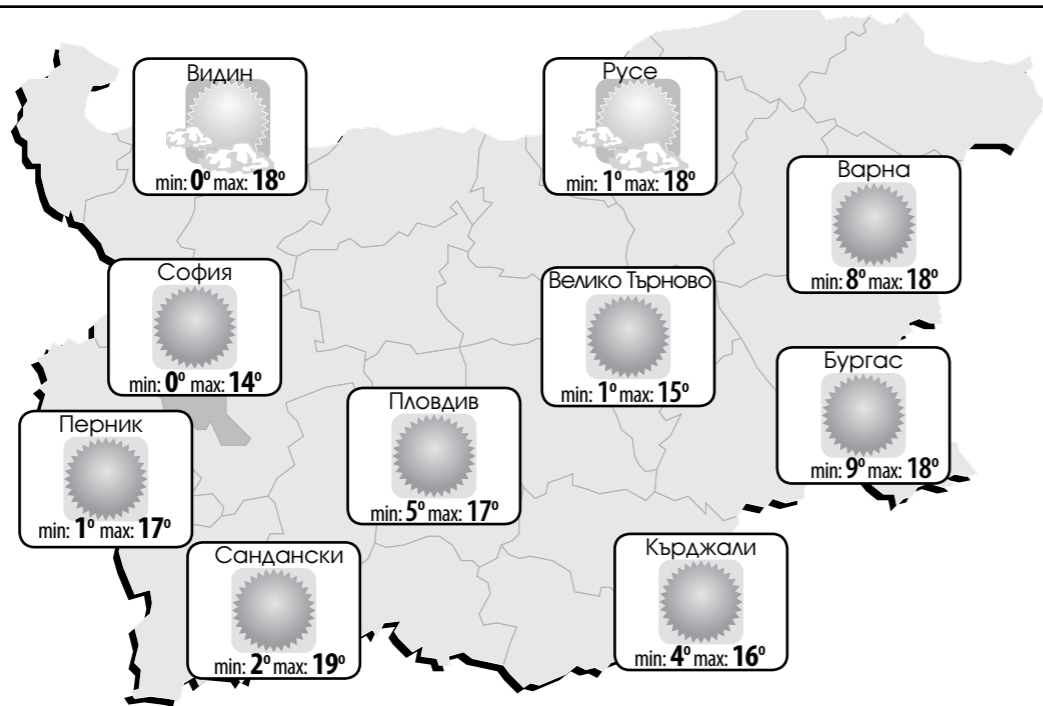 Видин
min: 0° max: 18°
Русе
min: 1° max: 18°
Варна
min: 8° max: 18°
София
min: 0° max: 14°
Велико Търново
min: 1° max: 15°
Бургас
min: 9° max: 18°
Пловдив
min: 5° max: 17°
Перник
min: 1° max: 17°
Сандански
min: 2° max: 19°
Кърджали
min: 4° max: 16°